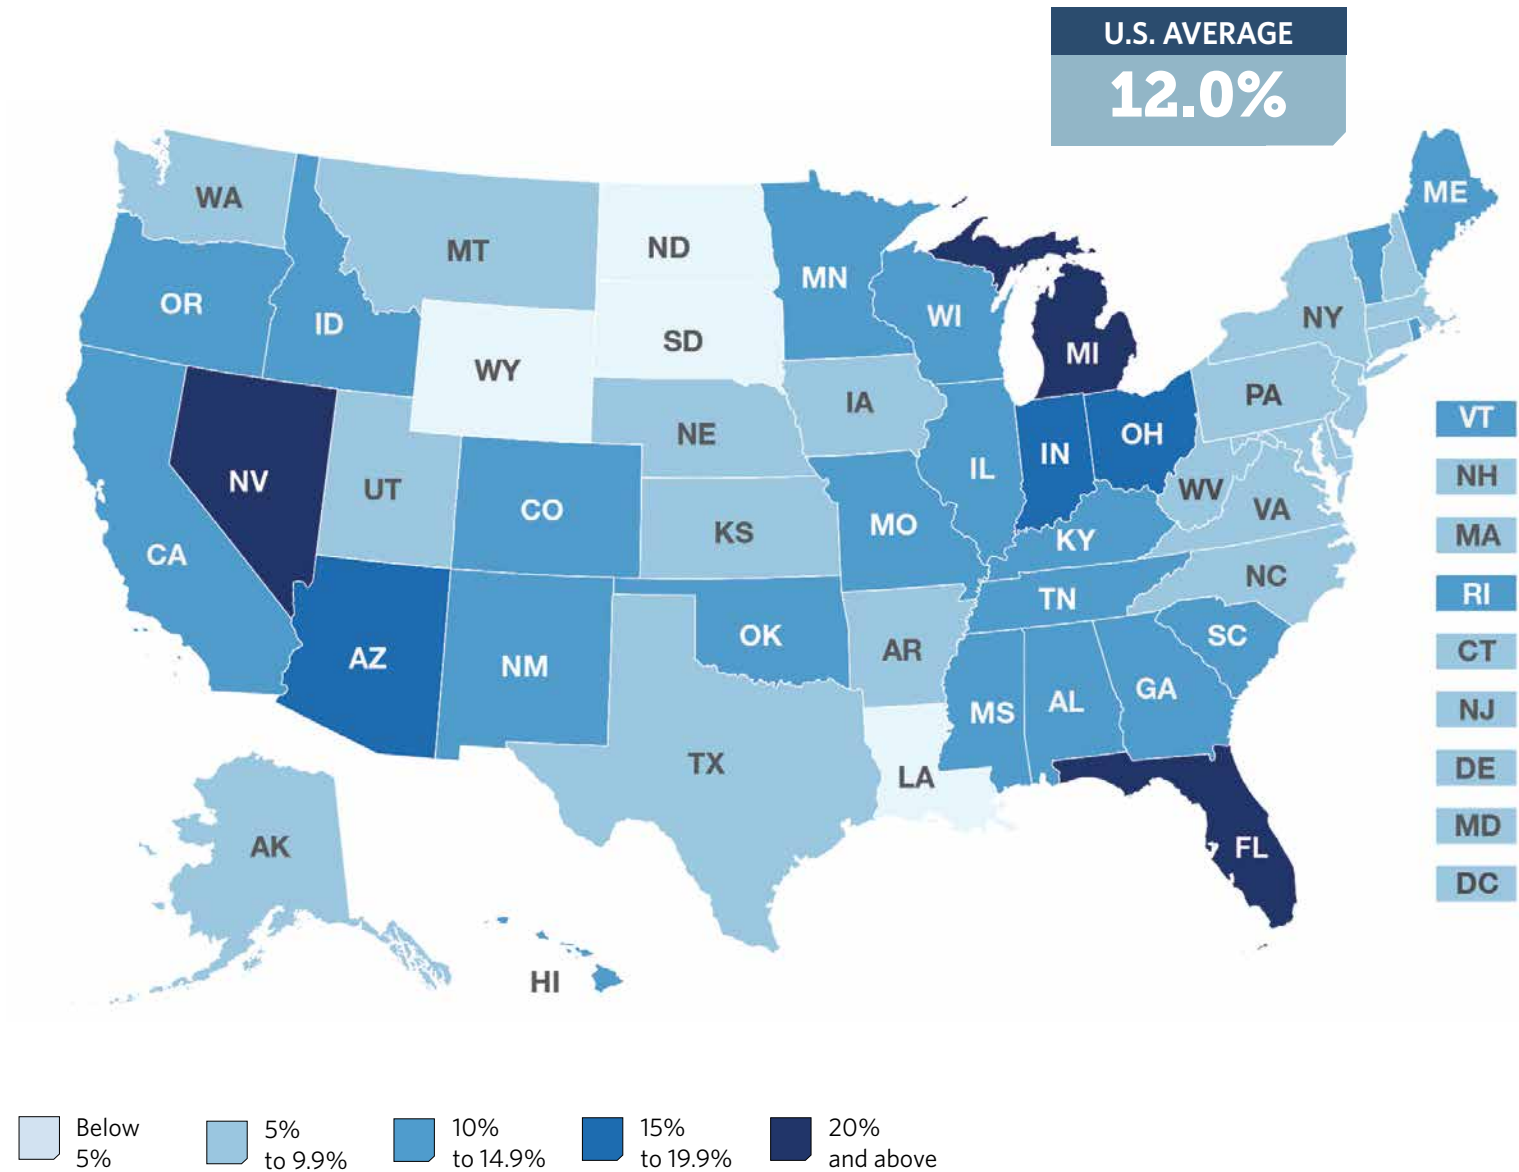 U.S. AVERAGE
12.0%
ME
WA
MT
ND
MN
OR
ID
SD
WI
NY
MI
WY
PA
IA
VT
NE
OH
IN
IL
NH
NV
UT
WV
CO
VA
KS
MO
MA
CA
KY
NC
TN
RI
OK
SC
AR
CT
AZ
NM
GA
AL
MS
NJ
TX
LA
DE
MD
AK
FL
DC
HI
Below
5%
5%
to 9.9%
10%
to 14.9%
15%
to 19.9%
20%
and above